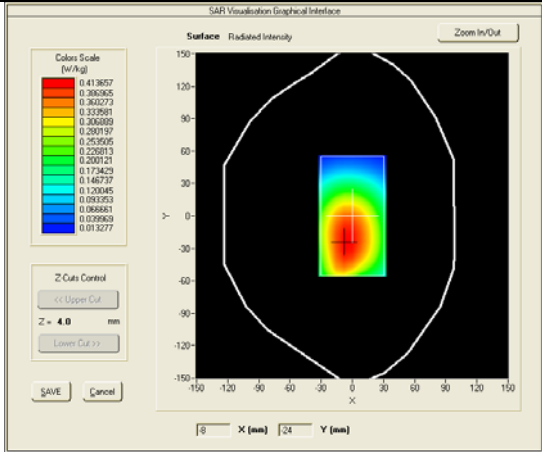 SAR Visualisation Graphical Interface
Surface Radiated Intensity
Zoom In/Out
Colors Scale
(W/kg)
0.413657
0.386965
0.360273
0.333581
0.306889
0.280197
0.253505
0.226813
0.200121
0.173429
0.146737
0.120045
0.093353
0.066661
0.039969
0.013277
Z-Cuts Control
<< Upper Cut
Z = 4.0 mm
Lower Cut >>
SAVE Cancel
150-
120-
90-
60-
30-
0-
-30-
-60-
-90-
-120-
-150-
Y
-150 -120 -90 -60 -30 0 30 60 90 120 150
X
-8 X (mm) -24 Y (mm)